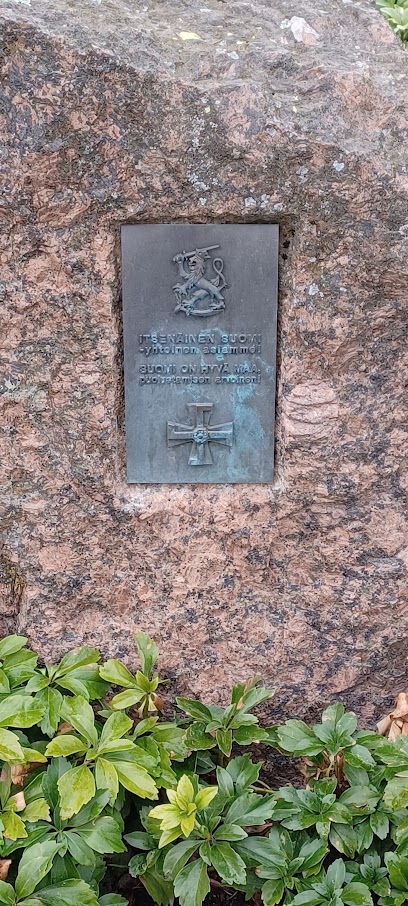 ITSENÄINEN SUOMI
-yhteinen asiamme!
SUOMI ON HYVÄ MAA,
puolustamisen arvoinen!